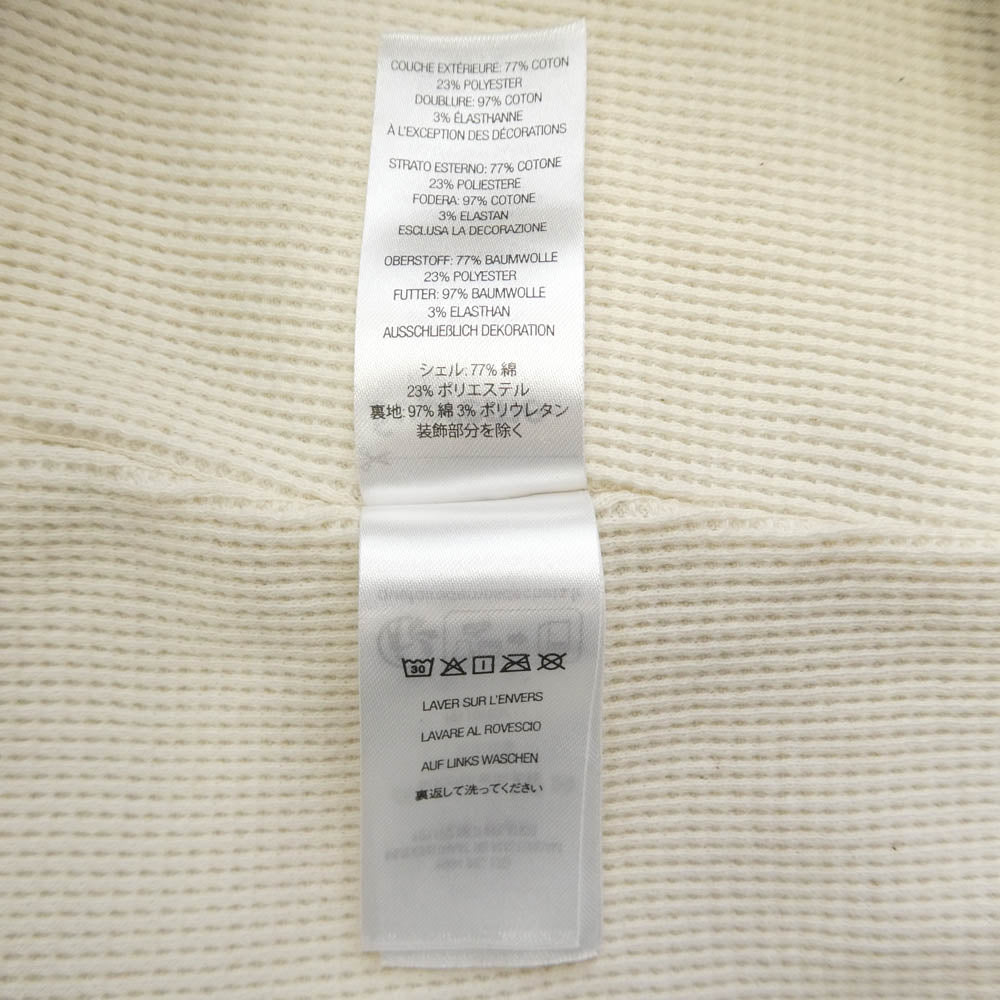 COUCHE EXTÉRIEURE: 77% COTON
23% POLYESTER
DOUBLURE: 97% COTON
3% ÉLASTHANNE
À L'EXCEPTION DES DÉCORATIONS
STRATO ESTERNO: 77% COTONE
23% POLIESTERE
FODERA: 97% COTONE
3% ELASTAN
ESCLUSA LA DECORAZIONE
OBERSTOFF: 77% BAUMWOLLE
23% POLYESTER
FUTTER: 97% BAUMWOLLE
3% ELASTHAN
AUSSCHLIEßLICH DEKORATION
シェル: 77% 綿
23% ポリエステル
裏地: 97% 綿 3% ポリウレタン
装飾部分を除く
30
LAVER SUR L'ENVERS
LAVARE AL ROVESCIO
AUF LINKS WASCHEN
裏返して洗ってください